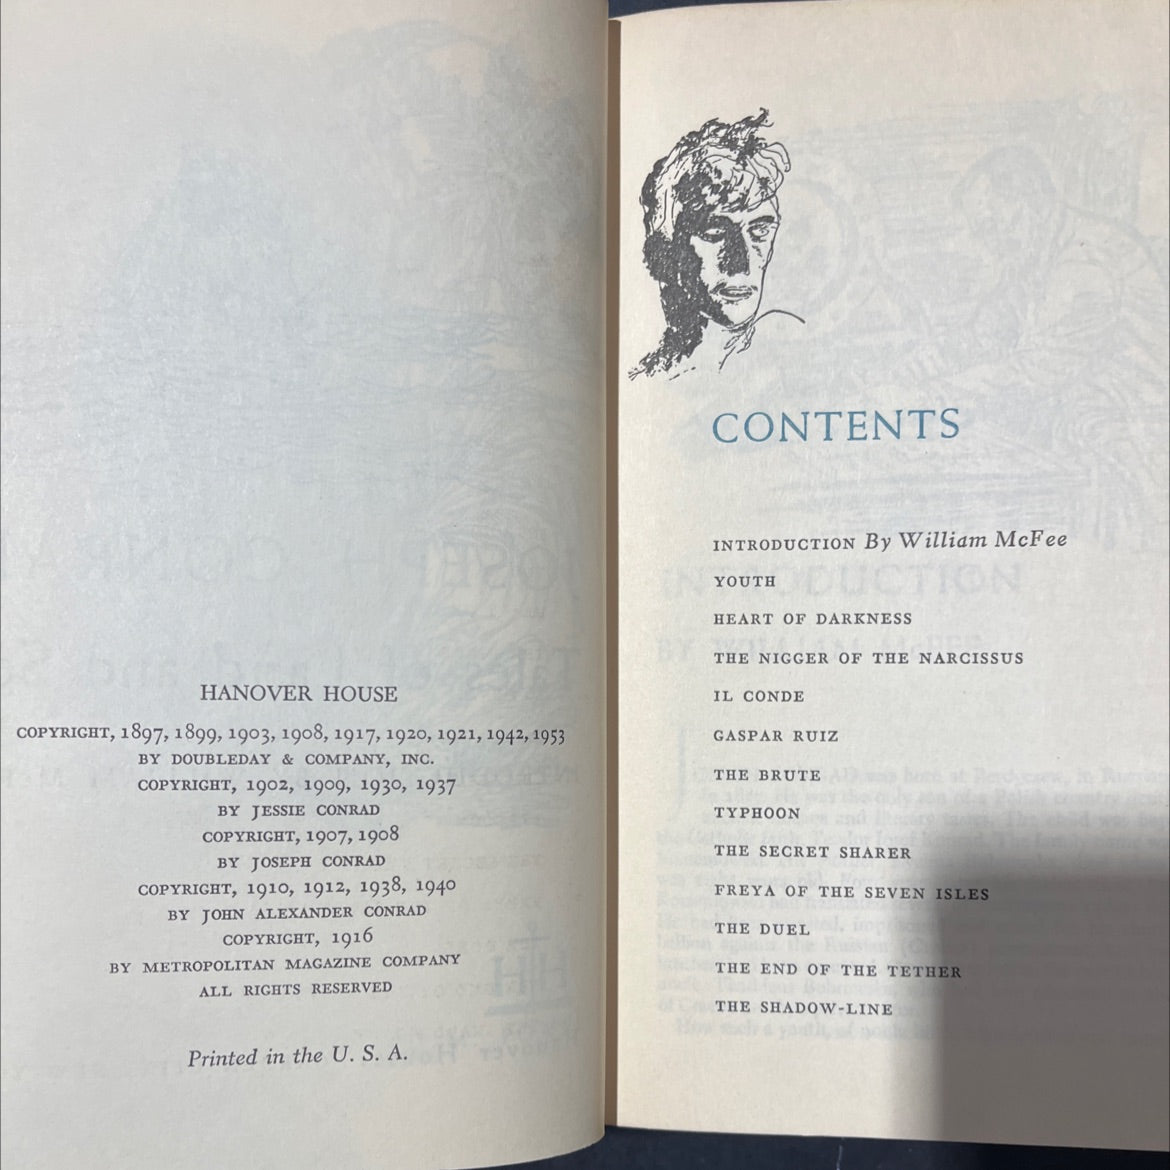 HANOVER HOUSE
COPYRIGHT, 1897, 1899, 1903, 1908, 1917, 1920, 1921, 1942, 1953
BY DOUBLEDAY & COMPANY, INC.
COPYRIGHT, 1902, 1909, 1930, 1937
BY JESSIE CONRAD
COPYRIGHT, 1907, 1908
BY JOSEPH CONRAD
COPYRIGHT, 1910, 1912, 1938, 1940
BY JOHN ALEXANDER CONRAD
COPYRIGHT, 1916
BY METROPOLITAN MAGAZINE COMPANY
ALL RIGHTS RESERVED
Printed in the U. S. A.
CONTENTS
INTRODUCTION By William McFee
YOUTH
HEART OF DARKNESS
THE NIGGER OF THE NARCISSUS
IL CONDE
GASPAR RUIZ
THE BRUTE
TYPHOON
THE SECRET SHARER
FREYA OF THE SEVEN ISLES
THE DUEL
THE END OF THE TETHER
THE SHADOW-LINE